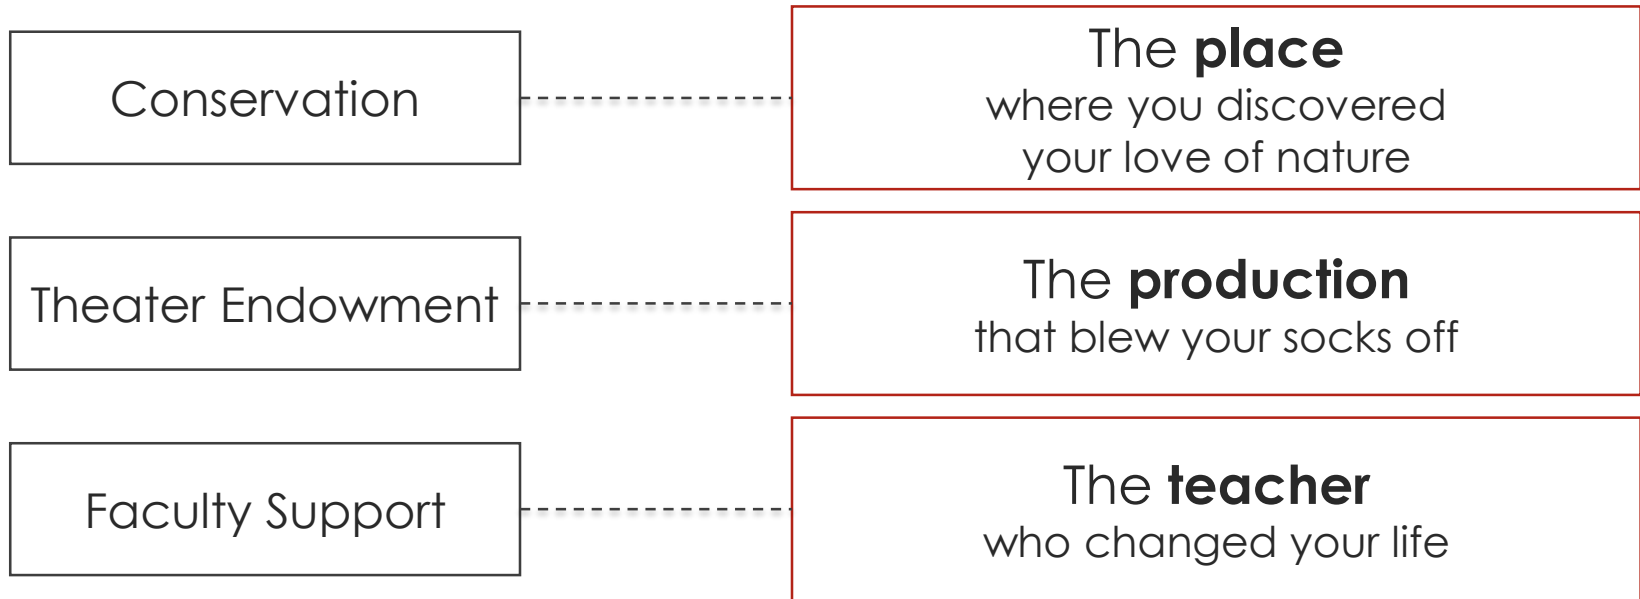 Conservation
The place
where you discovered
your love of nature
Theater Endowment
The production
that blew your socks off
Faculty Support
The teacher
who changed your life